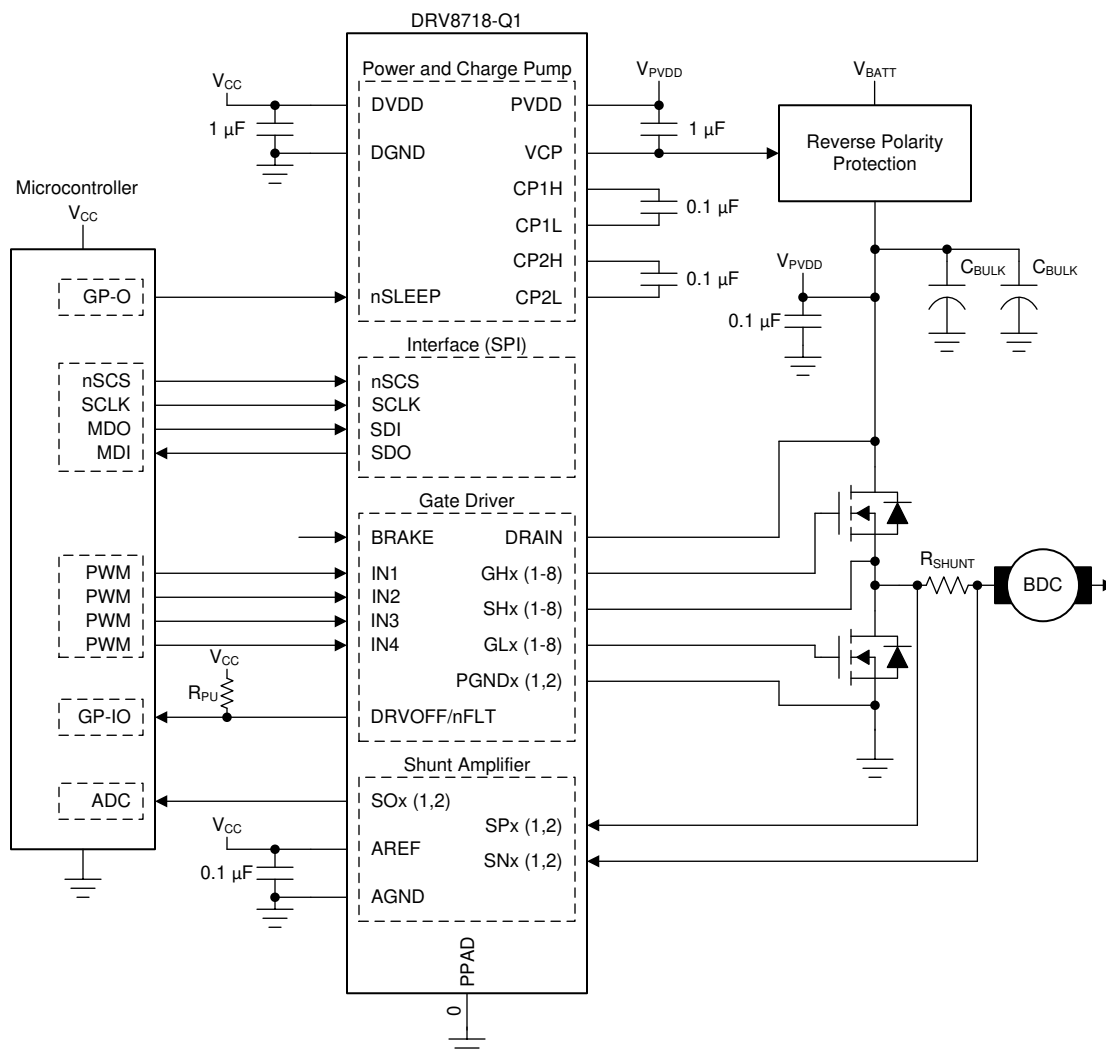 DRV8718-Q1
Power and Charge Pump
VCC
VPVDD
VBATT
DVDD
PVDD
1 µF
1 µF
Reverse Polarity
Protection
DGND
VCP
Microcontroller
VCC
CP1H
0.1 µF
CP1L
CP2H
0.1 µF
CP2L
VPVDD
CBULK
CBULK
GP-O
nSLEEP
0.1 µF
Interface (SPI)
nSCS
nSCS
SCLK
SCLK
MDO
SDI
MDI
SDO
Gate Driver
BRAKE
DRAIN
PWM
IN1
GHx (1-8)
RSHUNT
BDC
PWM
IN2
PWM
IN3
SHx (1-8)
PWM
IN4
GLx (1-8)
VCC
RPU
PGNDx (1,2)
GP-IO
DRVOFF/nFLT
Shunt Amplifier
ADC
SOx (1,2)
SPx (1,2)
VCC
AREF
SNx (1,2)
0.1 µF
AGND
PPAD
0